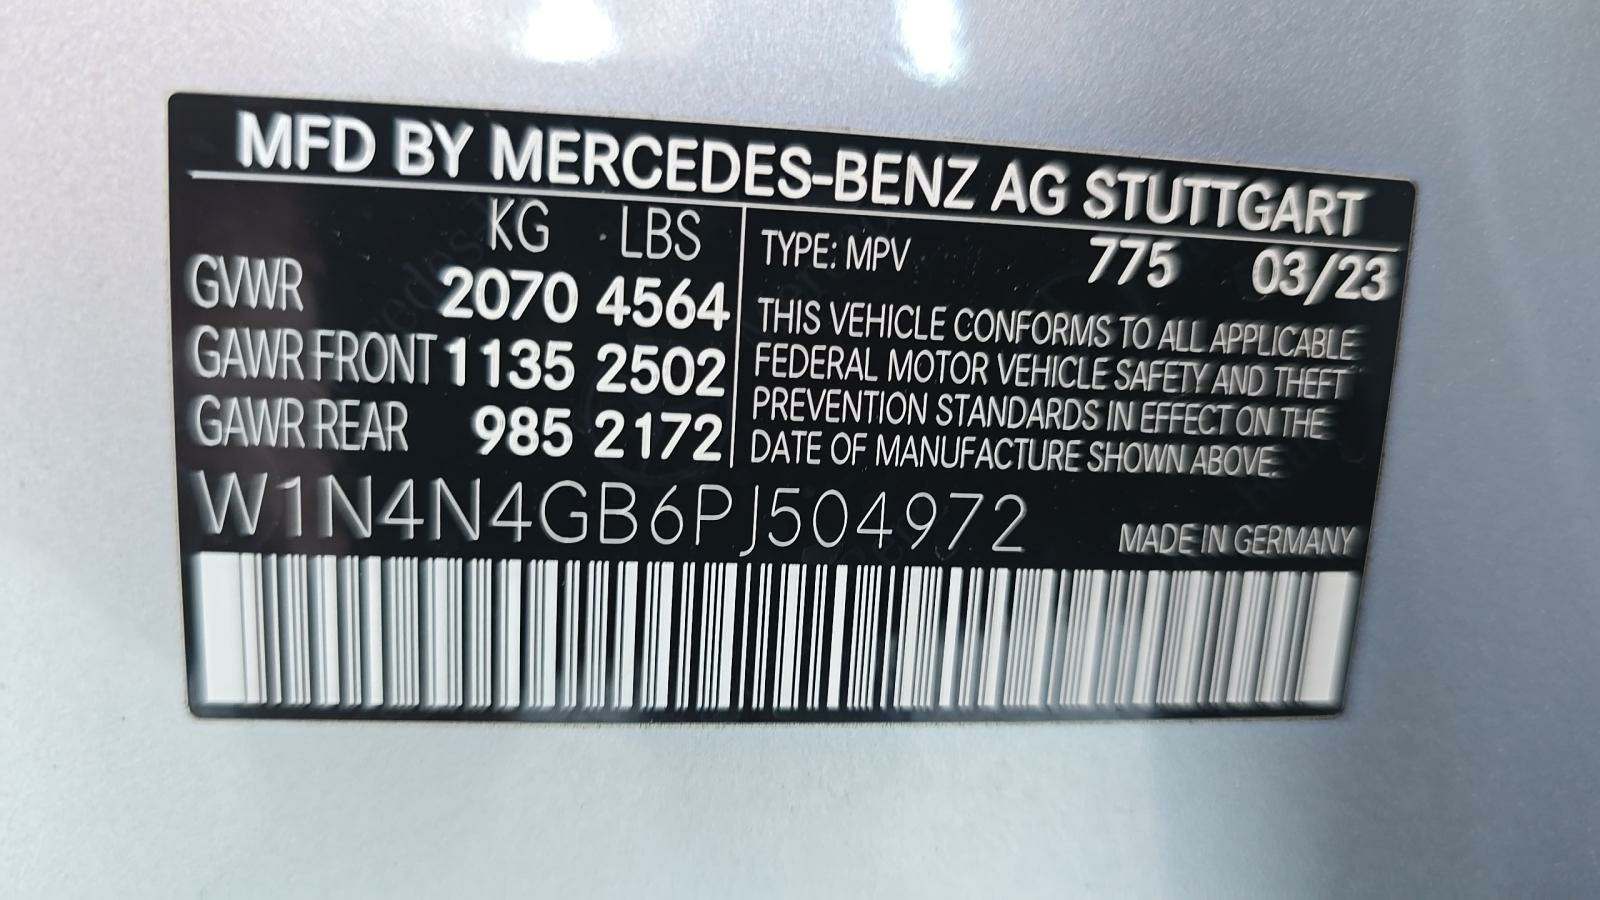 MFD BY MERCEDES-BENZ AG STUTTGART
KG LBS
GVWR 2070 4564
GAWR FRONT 1135 2502
GAWR REAR 985 2172
TYPE: MPV 775 03/23
THIS VEHICLE CONFORMS TO ALL APPLICABLE
FEDERAL MOTOR VEHICLE SAFETY AND THEFT
PREVENTION STANDARDS IN EFFECT ON THE
DATE OF MANUFACTURE SHOWN ABOVE.
W1N4N4GB6PJ504972
MADE IN GERMANY